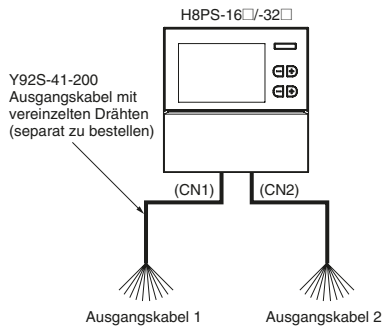 H8PS-16□/-32□
Y92S-41-200
Ausgangskabel mit
vereinzelten Drähten
(separat zu bestellen)
(CN1)
(CN2)
Ausgangskabel 1
Ausgangskabel 2